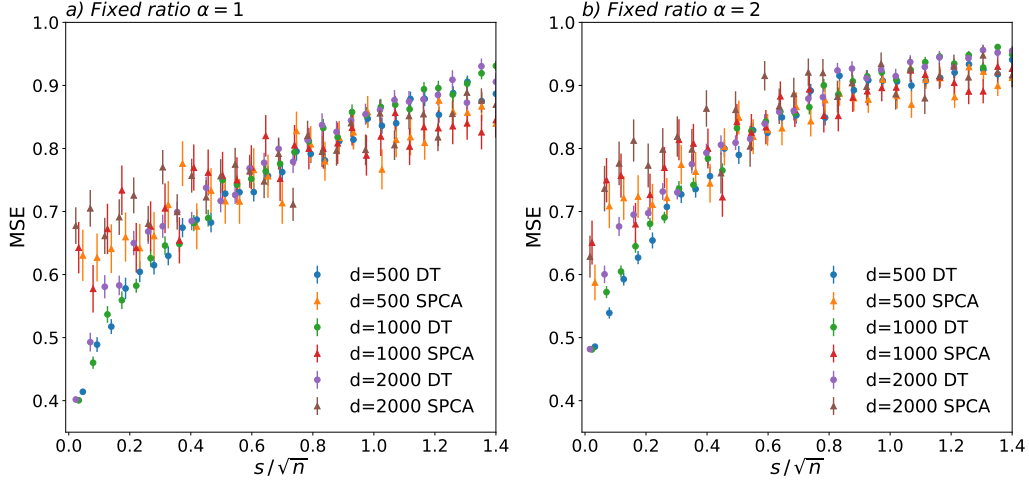 a) Fixed ratio α = 1
MSE
1.0
0.9
0.8
0.7
0.6
0.5
0.4
0.0 0.2 0.4 0.6 0.8 1.0 1.2 1.4
s/√n
d=500 DT
d=500 SPCA
d=1000 DT
d=1000 SPCA
d=2000 DT
d=2000 SPCA
b) Fixed ratio α = 2
MSE
1.0
0.9
0.8
0.7
0.6
0.5
0.4
0.0 0.2 0.4 0.6 0.8 1.0 1.2 1.4
s/√n
d=500 DT
d=500 SPCA
d=1000 DT
d=1000 SPCA
d=2000 DT
d=2000 SPCA